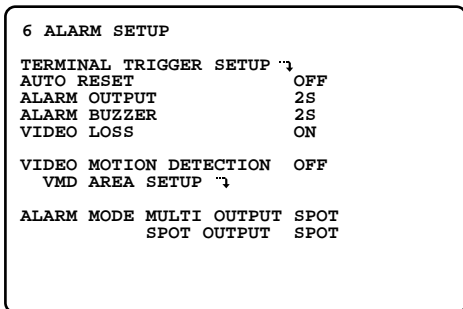 6 ALARM SETUP
TERMINAL TRIGGER SETUP
AUTO RESET OFF
ALARM OUTPUT 2S
ALARM BUZZER 2S
VIDEO LOSS ON
VIDEO MOTION DETECTION OFF
VMD AREA SETUP
ALARM MODE MULTI OUTPUT SPOT
SPOT OUTPUT SPOT